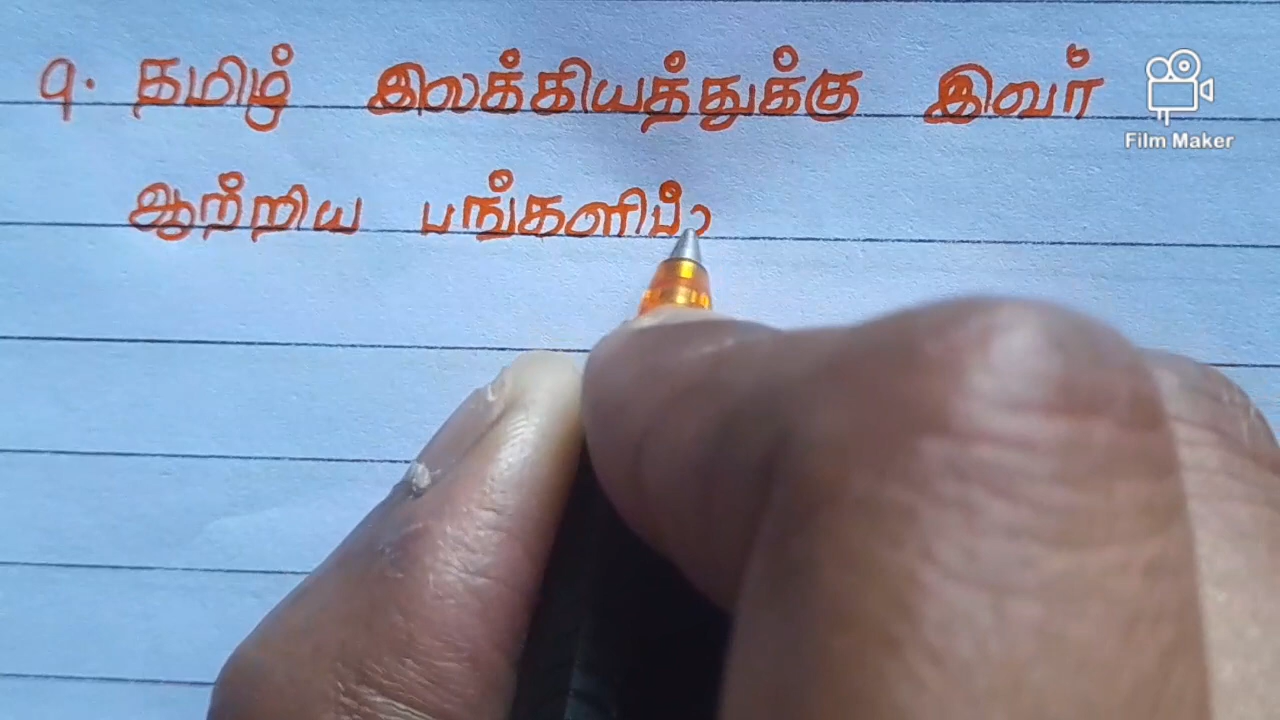 9. தமிழ் இலக்கியத்துக்கு இவர்
ஆற்றிய பங்களிப்
Film Maker